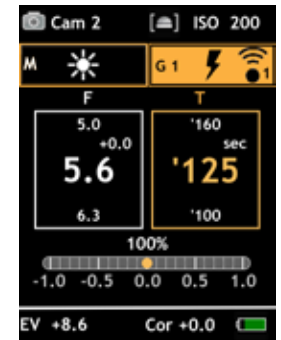 Cam 2 [ ] ISO 200
M G 1 1
F T
5.0 '160
+0.0 sec
5.6 '125
6.3 '100
100%
-1.0 -0.5 0.0 0.5 1.0
EV +8.6 Cor +0.0